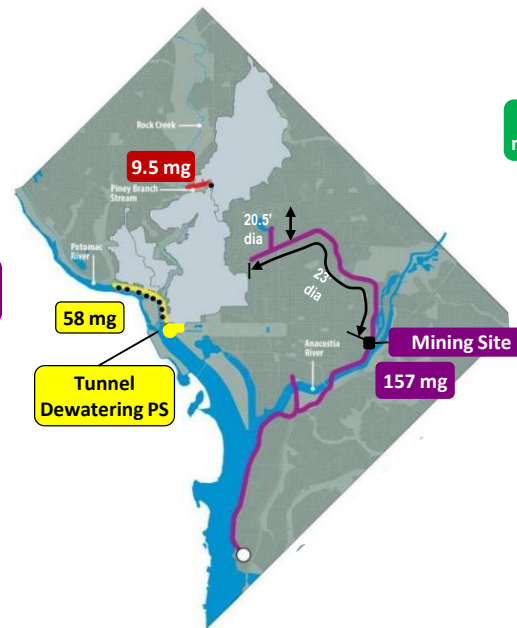 Rock Creek
9.5 mg
Piney Branch
Stream
20.5'
dia
Potomac
River
23'
dia
58 mg
Mining Site
Anacostia
River
157 mg
Tunnel
Dewatering PS